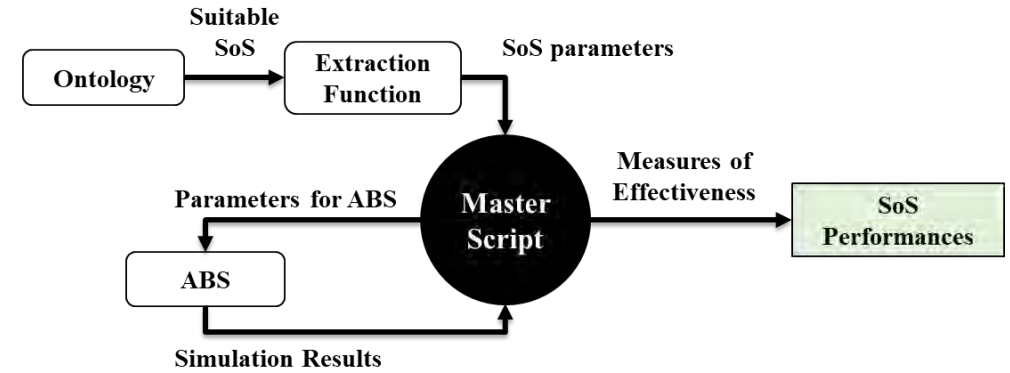 Suitable
SoS
Ontology
Extraction
Function
SoS parameters
Measures of
Effectiveness
Parameters for ABS
Master
Script
SoS
Performances
ABS
Simulation Results